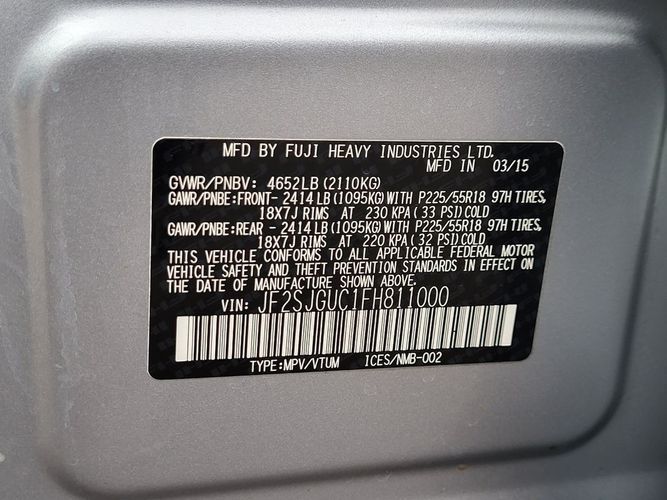 MFD BY FUJI HEAVY INDUSTRIES LTD.
MFD IN 03/15
GVWR/PNBV: 4652LB(2110KG)
GAWR/PNBE:FRONT- 2414LB(1095KG)WITH P225/55R18 97H TIRES,
18X7J RIMS AT 230 KPA(33 PSI)COLD
GAWR/PNBE:REAR - 2414LB(1095KG)WITH P225/55R18 97H TIRES,
18X7J RIMS AT 220 KPA(32 PSI)COLD
THIS VEHICLE CONFORMS TO ALL APPLICABLE FEDERAL MOTOR
VEHICLE SAFETY AND THEFT PREVENTION STANDARDS IN EFFECT ON
THE DATE OF MANUFACTURE SHOWN ABOVE.
VIN: JF2SJGUC1FH811000
TYPE:MPV/VTUM ICES/NMB-002